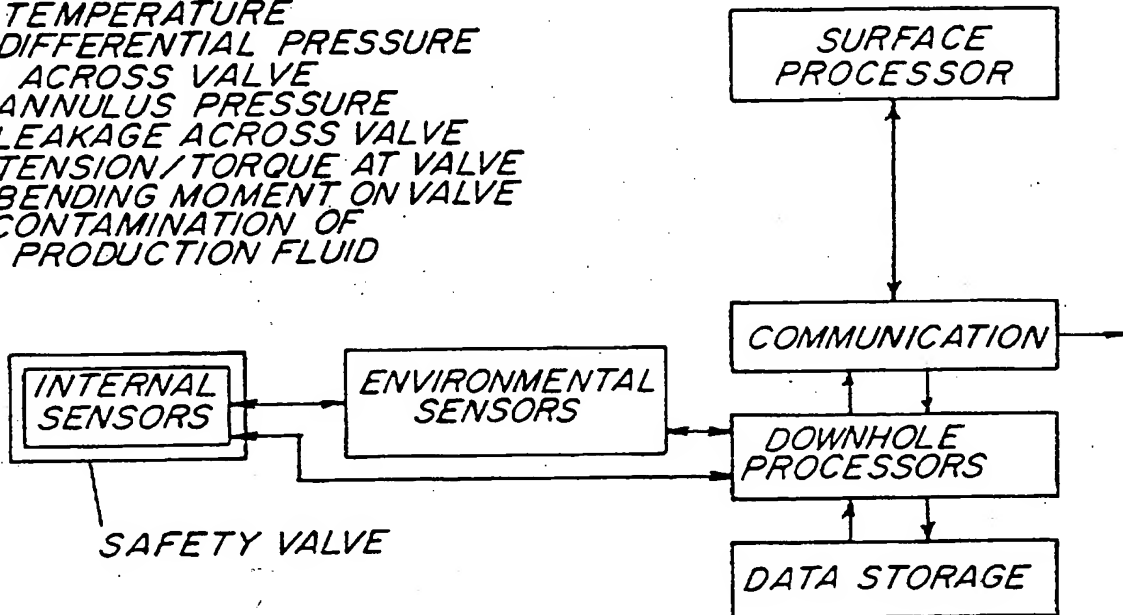 TEMPERATURE
DIFFERENTIAL PRESSURE
ACROSS VALVE
ANNULUS PRESSURE
LEAKAGE ACROSS VALVE
TENSION/TORQUE AT VALVE
BENDING MOMENT ON VALVE
CONTAMINATION OF
PRODUCTION FLUID
SURFACE
PROCESSOR
COMMUNICATION
INTERNAL
SENSORS
ENVIRONMENTAL
SENSORS
DOWNHOLE
PROCESSORS
SAFETY VALVE
DATA STORAGE